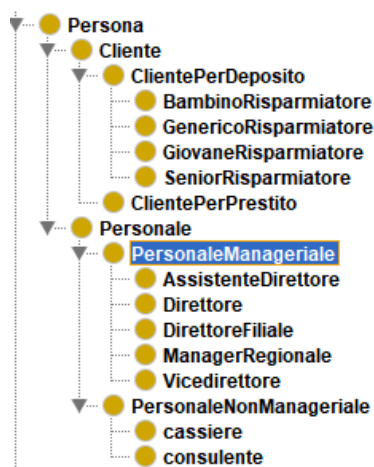 Persona
Cliente
ClientePerDeposito
BambinoRisparmiatore
GenericoRisparmiatore
GiovaneRisparmiatore
SeniorRisparmiatore
ClientePerPrestito
Personale
PersonaleManageriale
AssistenteDirettore
Direttore
DirettoreFiliale
ManagerRegionale
Vicedirettore
PersonaleNonManageriale
cassiere
consulente